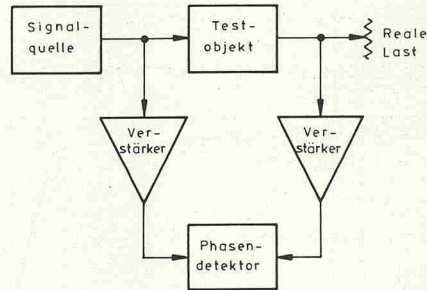 Signal-
quelle
Test-
objekt
Reale
Last
Ver-
stärker
Ver-
stärker
Phasen-
detektor